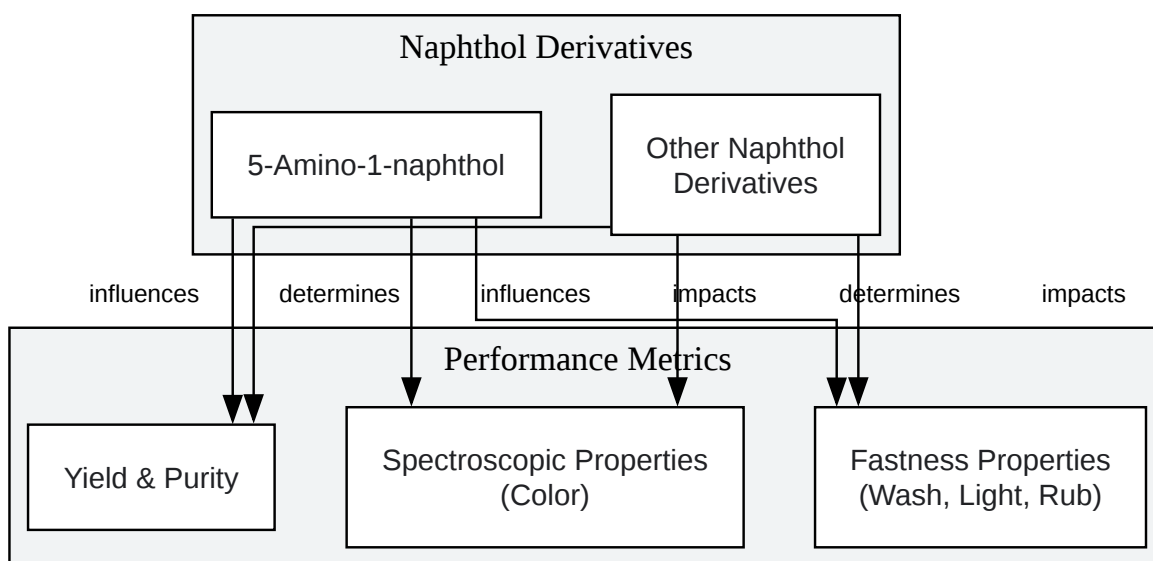 Naphthol Derivatives
5-Amino-1-naphthol
Other Naphthol
Derivatives
influences
determines
influences
impacts
determines
impacts
Performance Metrics
Yield & Purity
Spectroscopic Properties
(Color)
Fastness Properties
(Wash, Light, Rub)